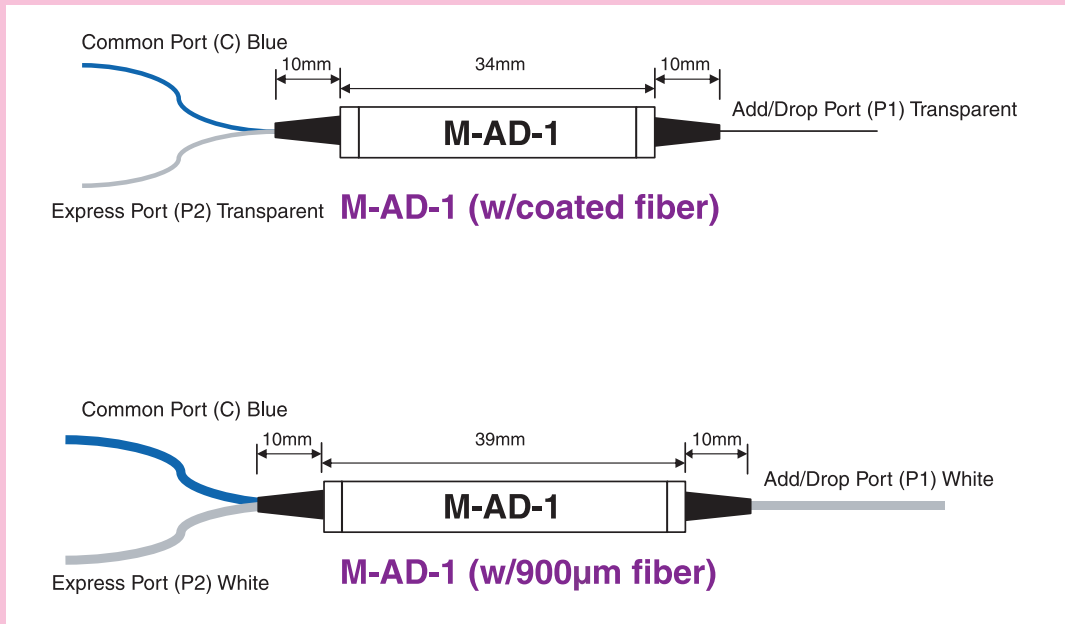 Common Port (C) Blue
10mm
34mm
10mm
Add/Drop Port (P1) Transparent
M-AD-1
Express Port (P2) Transparent
M-AD-1 (w/coated fiber)
Common Port (C) Blue
10mm
39mm
10mm
Add/Drop Port (P1) White
M-AD-1
Express Port (P2) White
M-AD-1 (w/900µm fiber)